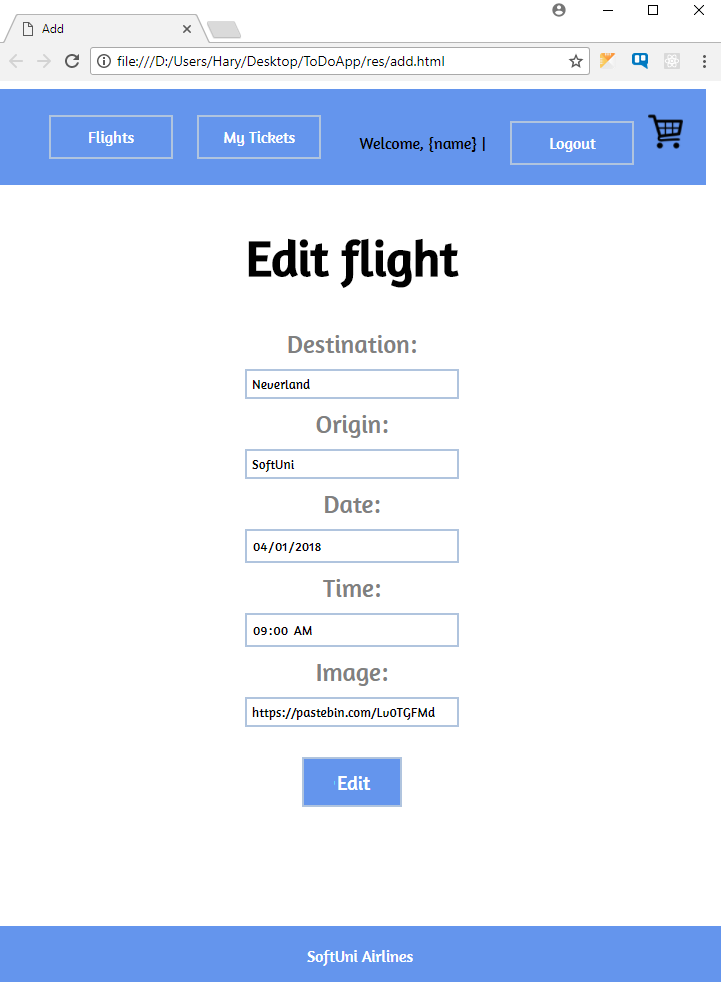 Add
file:///D:/Users/Hary/Desktop/ToDoApp/res/add.html
Flights
My Tickets
Welcome, {name} |
Logout
Edit flight
Destination:
Neverland
Origin:
SoftUni
Date:
04/01/2018
Time:
09:00 AM
Image:
https://pastebin.com/Lv0TGFMd
Edit
SoftUni Airlines